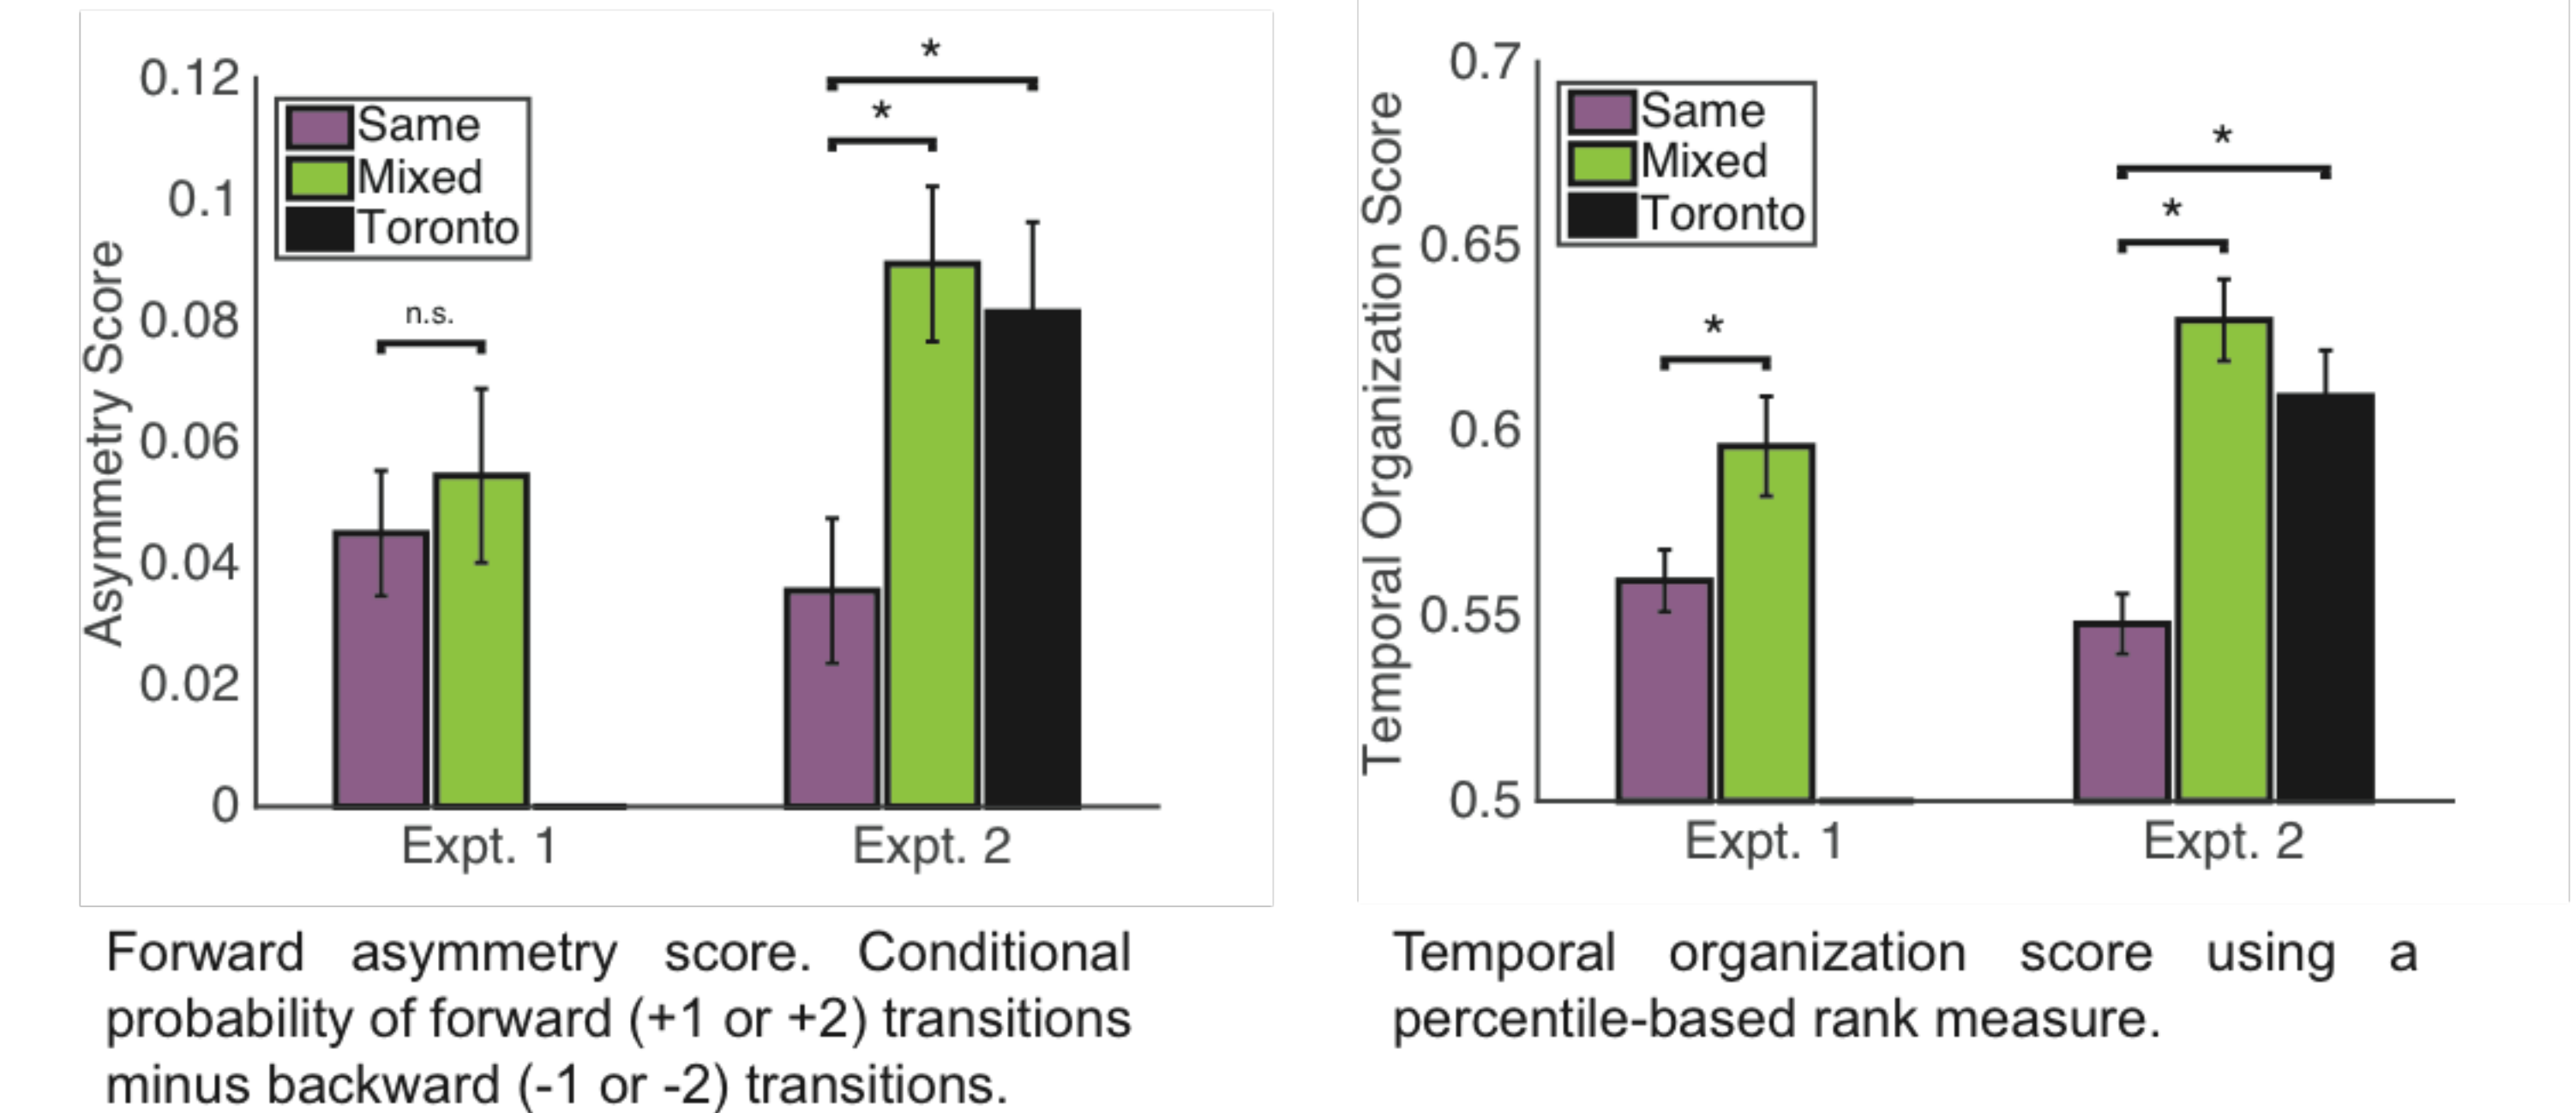 Asymmetry Score
0.12
0.1
0.08
0.06
0.04
0.02
0
Same
Mixed
Toronto
n.s.
*
*
Expt. 1
Expt. 2
Forward asymmetry score. Conditional
probability of forward (+1 or +2) transitions
minus backward (-1 or -2) transitions.
Temporal Organization Score
0.7
0.65
0.6
0.55
0.5
Same
Mixed
Toronto
*
*
*
Expt. 1
Expt. 2
Temporal organization score using a
percentile-based rank measure.